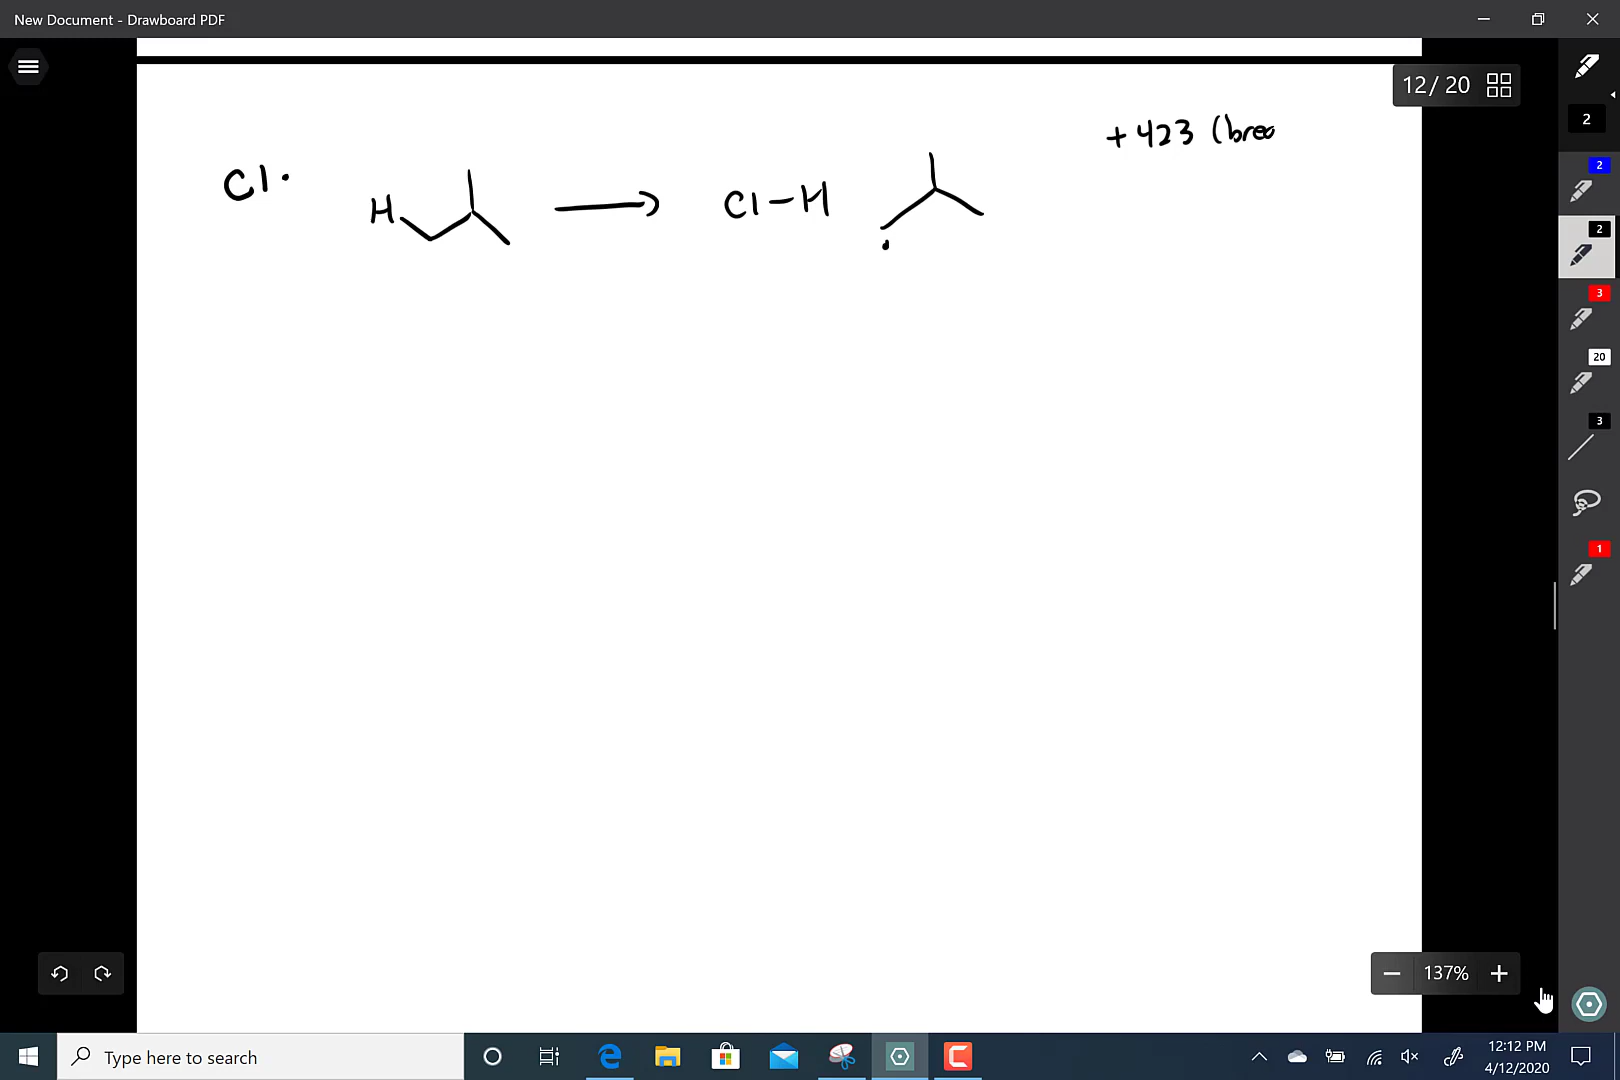 New Document - Drawboard PDF
12 / 20
2
+ 423 (brea
Cl· H → Cl-H ·
2
2
3
20
3
1
137%
Type here to search
12:12 PM
4/12/2020